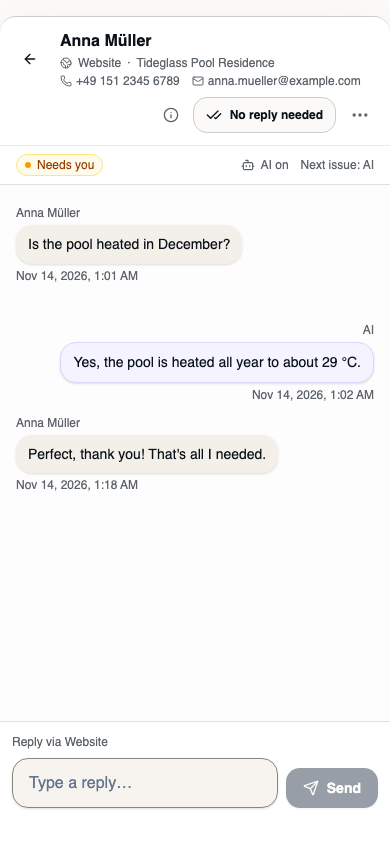 Anna Müller
Website · Tideglass Pool Residence
+49 151 2345 6789 anna.mueller@example.com
No reply needed
Needs you AI on Next issue: AI
Anna Müller
Is the pool heated in December?
Nov 14, 2026, 1:01 AM
AI
Yes, the pool is heated all year to about 29 °C.
Nov 14, 2026, 1:02 AM
Anna Müller
Perfect, thank you! That's all I needed.
Nov 14, 2026, 1:18 AM
Reply via Website
Type a reply…
Send